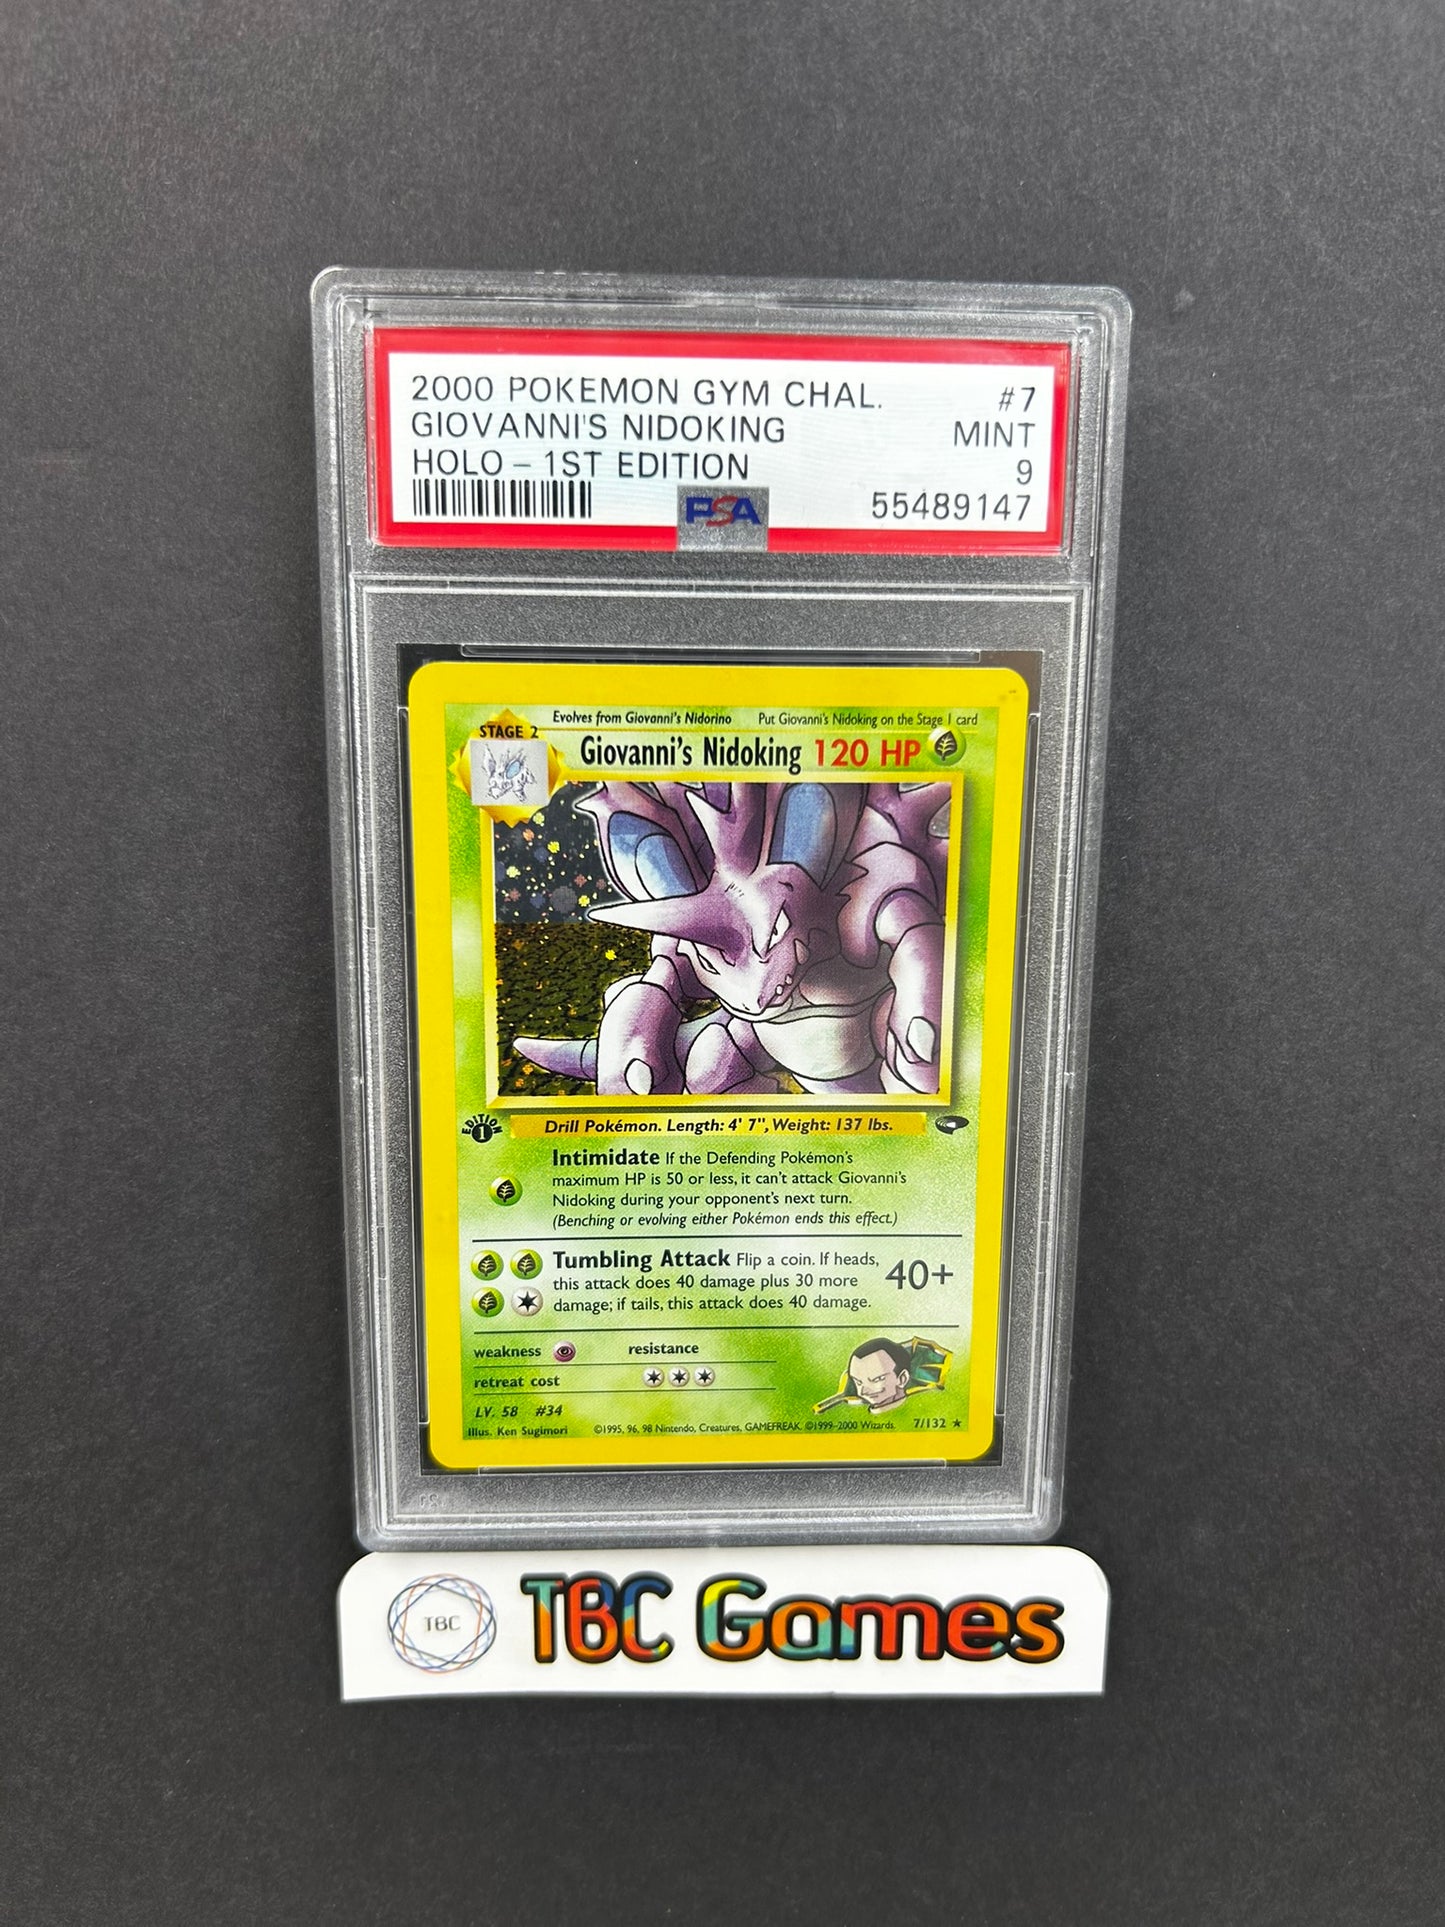 2000 POKEMON GYM CHAL. #7
GIOVANNI'S NIDOKING MINT
HOLO – 1ST EDITION 9
PSA 55489147
Evolves from Giovanni's Nidorino Put Giovanni's Nidoking on the Stage 1 card
STAGE 2
Giovanni's Nidoking 120 HP
EDITION
1
Drill Pokémon. Length: 4' 7", Weight: 137 lbs.
Intimidate If the Defending Pokémon's
maximum HP is 50 or less, it can't attack Giovanni's
Nidoking during your opponent's next turn.
(Benching or evolving either Pokémon ends this effect.)
Tumbling Attack Flip a coin. If heads,
this attack does 40 damage plus 30 more
damage; if tails, this attack does 40 damage.
40+
weakness resistance
retreat cost
LV. 58 #34
Illus. Ken Sugimori ©1995, 96, 98 Nintendo, Creatures, GAMEFREAK. ©1999-2000 Wizards. 7/132 ★
TBC TBC Games